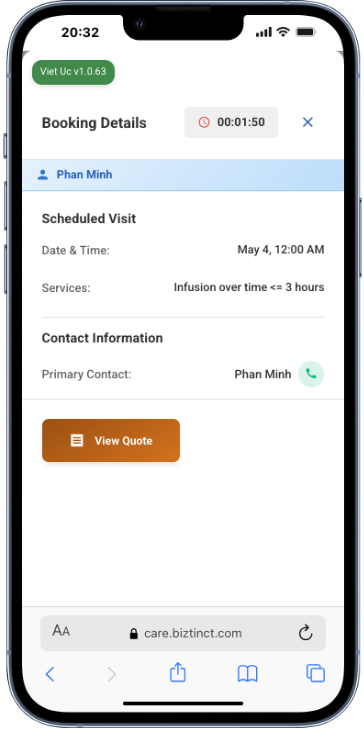 20:32
Viet Uc v1.0.63
Booking Details 00:01:50
Phan Minh
Scheduled Visit
Date & Time: May 4, 12:00 AM
Services: Infusion over time <= 3 hours
Contact Information
Primary Contact: Phan Minh
View Quote
AA care.biztinct.com